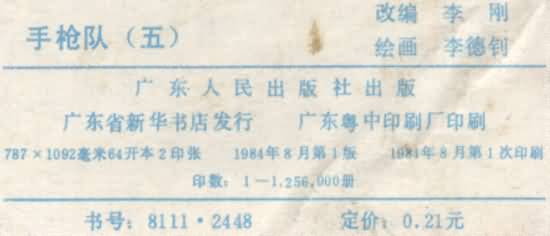 手枪队（五）
改编 李 刚
绘画 李德钊
广东人民出版社出版
广东省新华书店发行 广东粤中印刷厂印刷
787×1092毫米64开本2印张 1984年8月第1版 1984年8月第1次印刷
印数：1—1,256,000册
书号：8111·2448 定价：0.21元